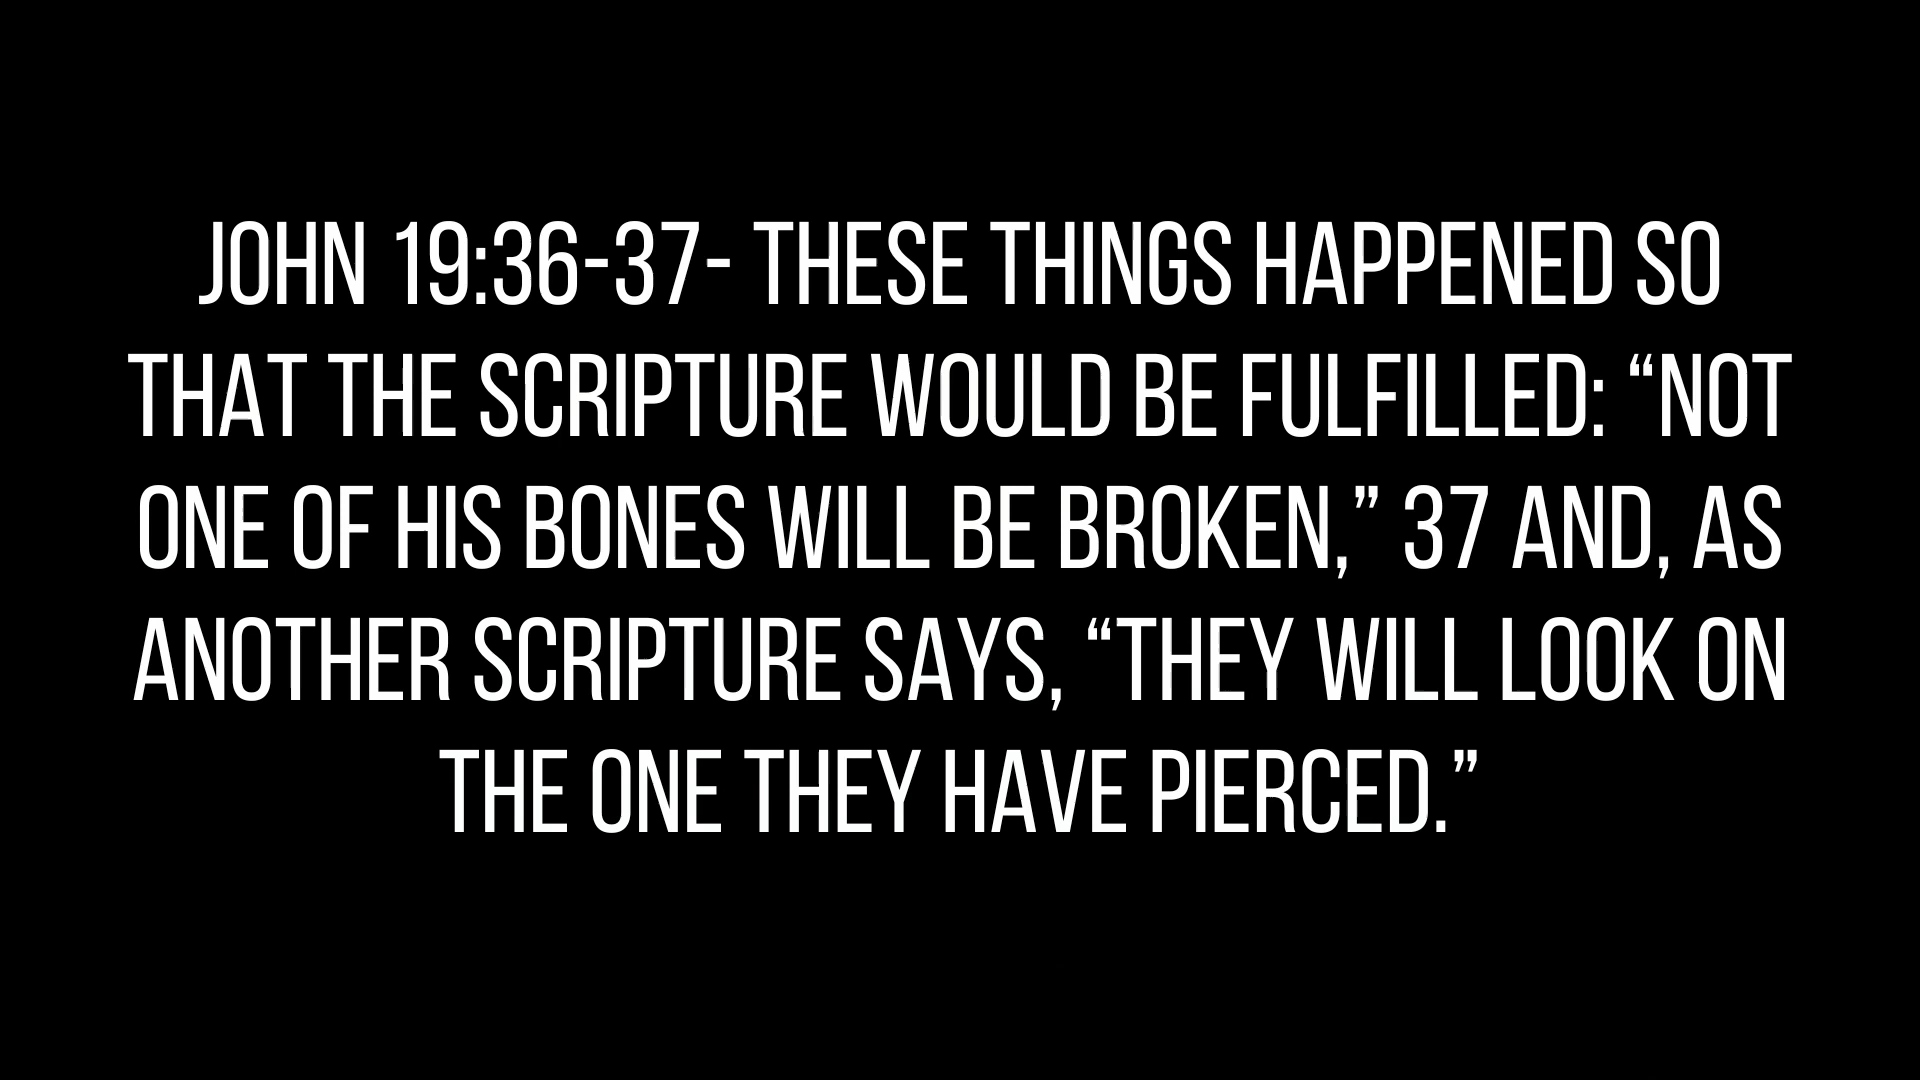 JOHN 19:36-37- THESE THINGS HAPPENED SO
THAT THE SCRIPTURE WOULD BE FULFILLED: “NOT
ONE OF HIS BONES WILL BE BROKEN,” 37 AND, AS
ANOTHER SCRIPTURE SAYS, “THEY WILL LOOK ON
THE ONE THEY HAVE PIERCED.”